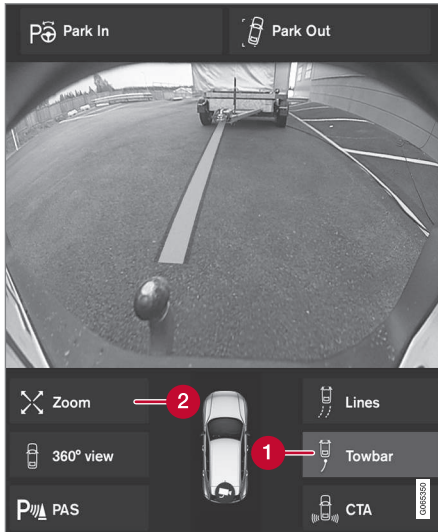 Park In
Park Out
Zoom
2
Lines
360° view
1
Towbar
PAS
CTA
G065350